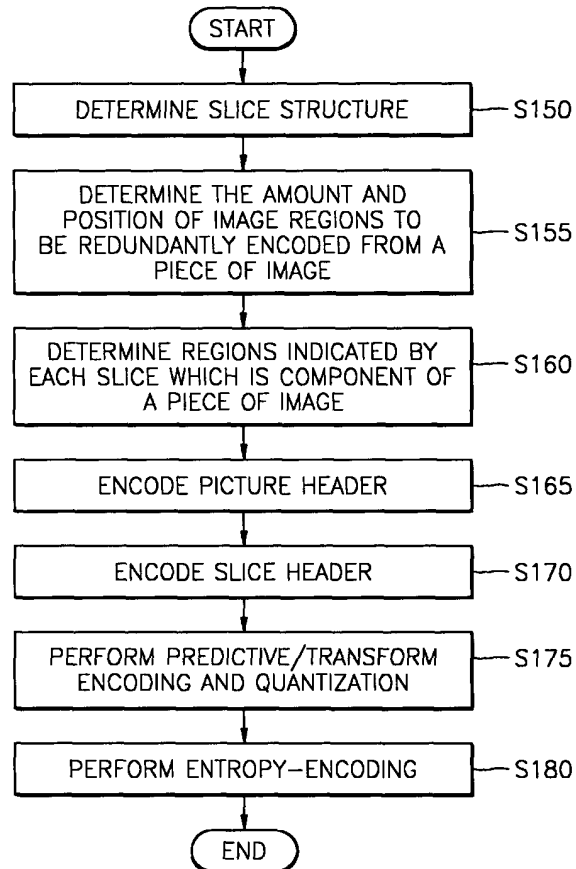 START
DETERMINE SLICE STRUCTURE
S150
DETERMINE THE AMOUNT AND
POSITION OF IMAGE REGIONS TO
BE REDUNDANTLY ENCODED FROM A
PIECE OF IMAGE
S155
DETERMINE REGIONS INDICATED BY
EACH SLICE WHICH IS COMPONENT OF
A PIECE OF IMAGE
S160
ENCODE PICTURE HEADER
S165
ENCODE SLICE HEADER
S170
PERFORM PREDICTIVE/TRANSFORM
ENCODING AND QUANTIZATION
S175
PERFORM ENTROPY-ENCODING
S180
END